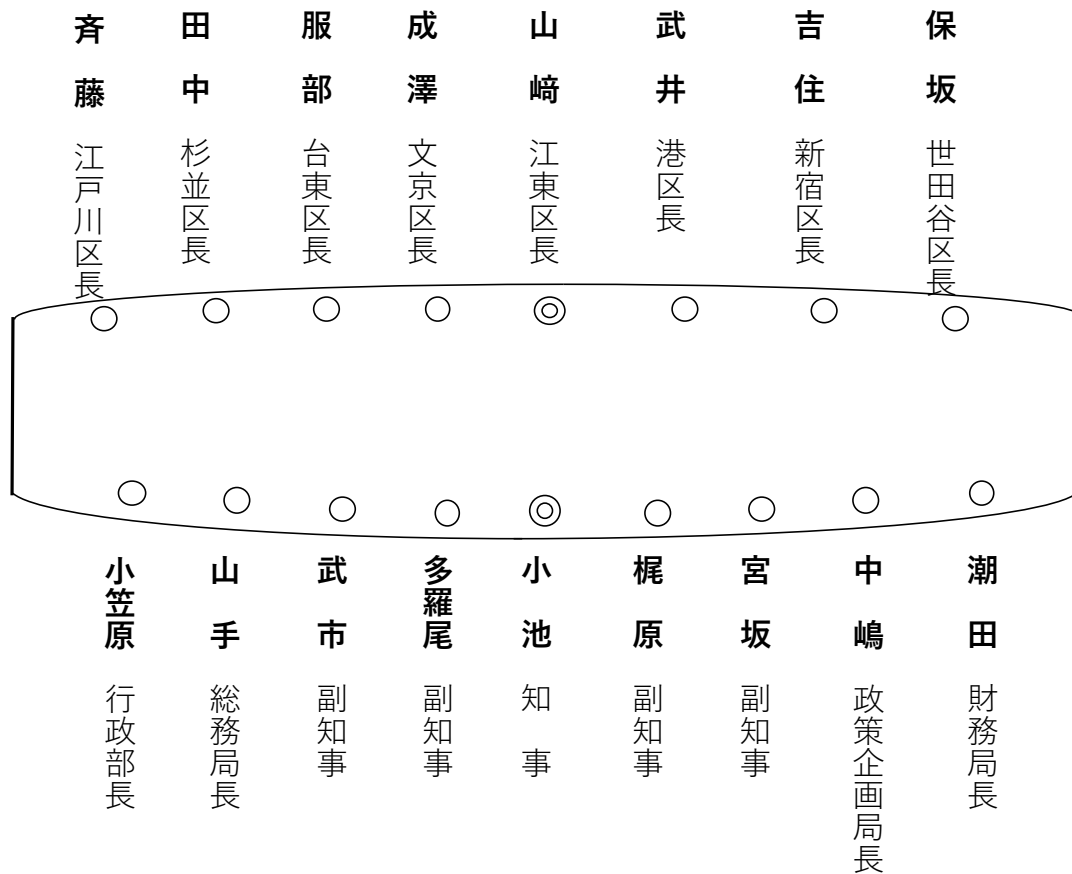 斉藤 江戸川区長
田中 杉並区長
服部 台東区長
成澤 文京区長
山﨑 江東区長
武井 港区長
吉住 新宿区長
保坂 世田谷区長
小笠原 行政部長
山手 総務局長
武市 副知事
多羅尾 副知事
小池 知事
梶原 副知事
宮坂 副知事
中嶋 政策企画局長
潮田 財務局長